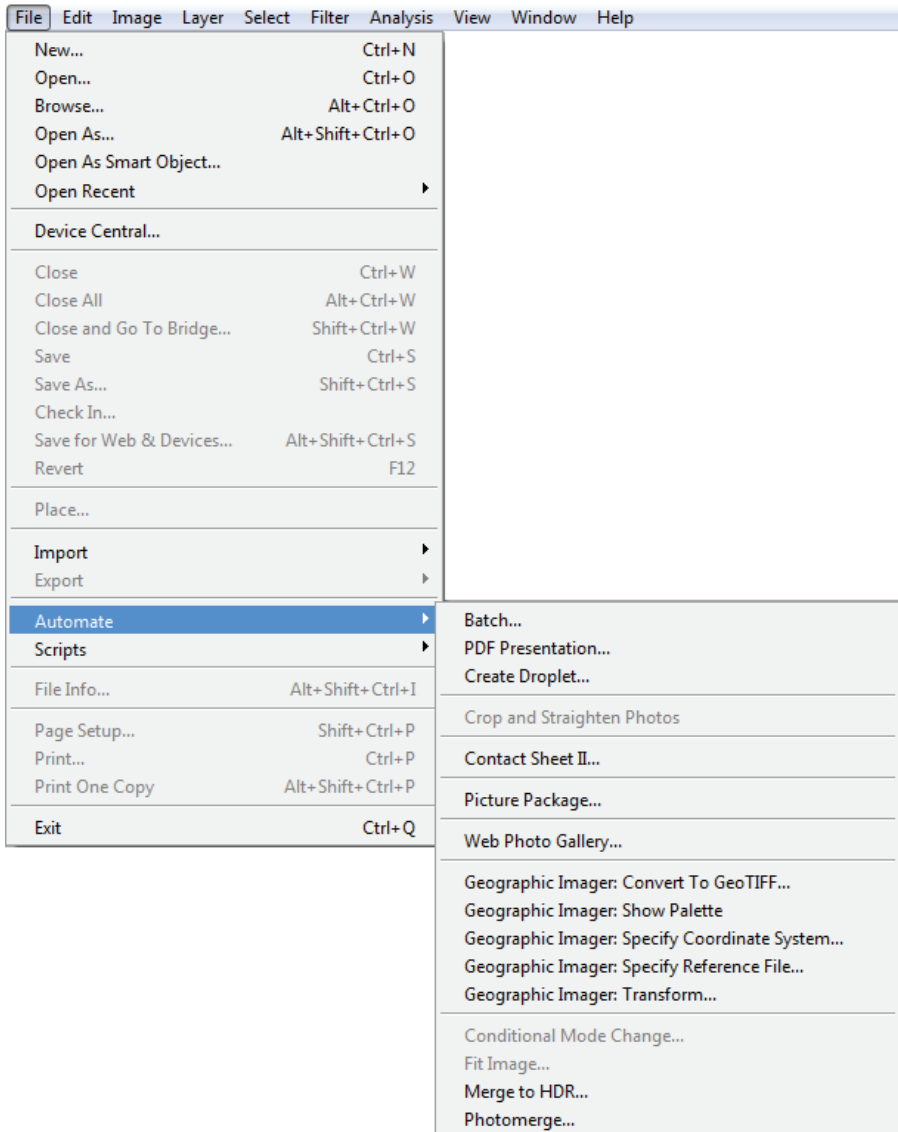 File Edit Image Layer Select Filter Analysis View Window Help
New... Ctrl+N
Open... Ctrl+O
Browse... Alt+Ctrl+O
Open As... Alt+Shift+Ctrl+O
Open As Smart Object...
Open Recent
Device Central...
Close Ctrl+W
Close All Alt+Ctrl+W
Close and Go To Bridge... Shift+Ctrl+W
Save Ctrl+S
Save As... Shift+Ctrl+S
Check In...
Save for Web & Devices... Alt+Shift+Ctrl+S
Revert F12
Place...
Import
Export
Automate
Scripts
File Info... Alt+Shift+Ctrl+I
Page Setup... Shift+Ctrl+P
Print... Ctrl+P
Print One Copy Alt+Shift+Ctrl+P
Exit Ctrl+Q
Batch...
PDF Presentation...
Create Droplet...
Crop and Straighten Photos
Contact Sheet II...
Picture Package...
Web Photo Gallery...
Geographic Imager: Convert To GeoTIFF...
Geographic Imager: Show Palette
Geographic Imager: Specify Coordinate System...
Geographic Imager: Specify Reference File...
Geographic Imager: Transform...
Conditional Mode Change...
Fit Image...
Merge to HDR...
Photomerge...